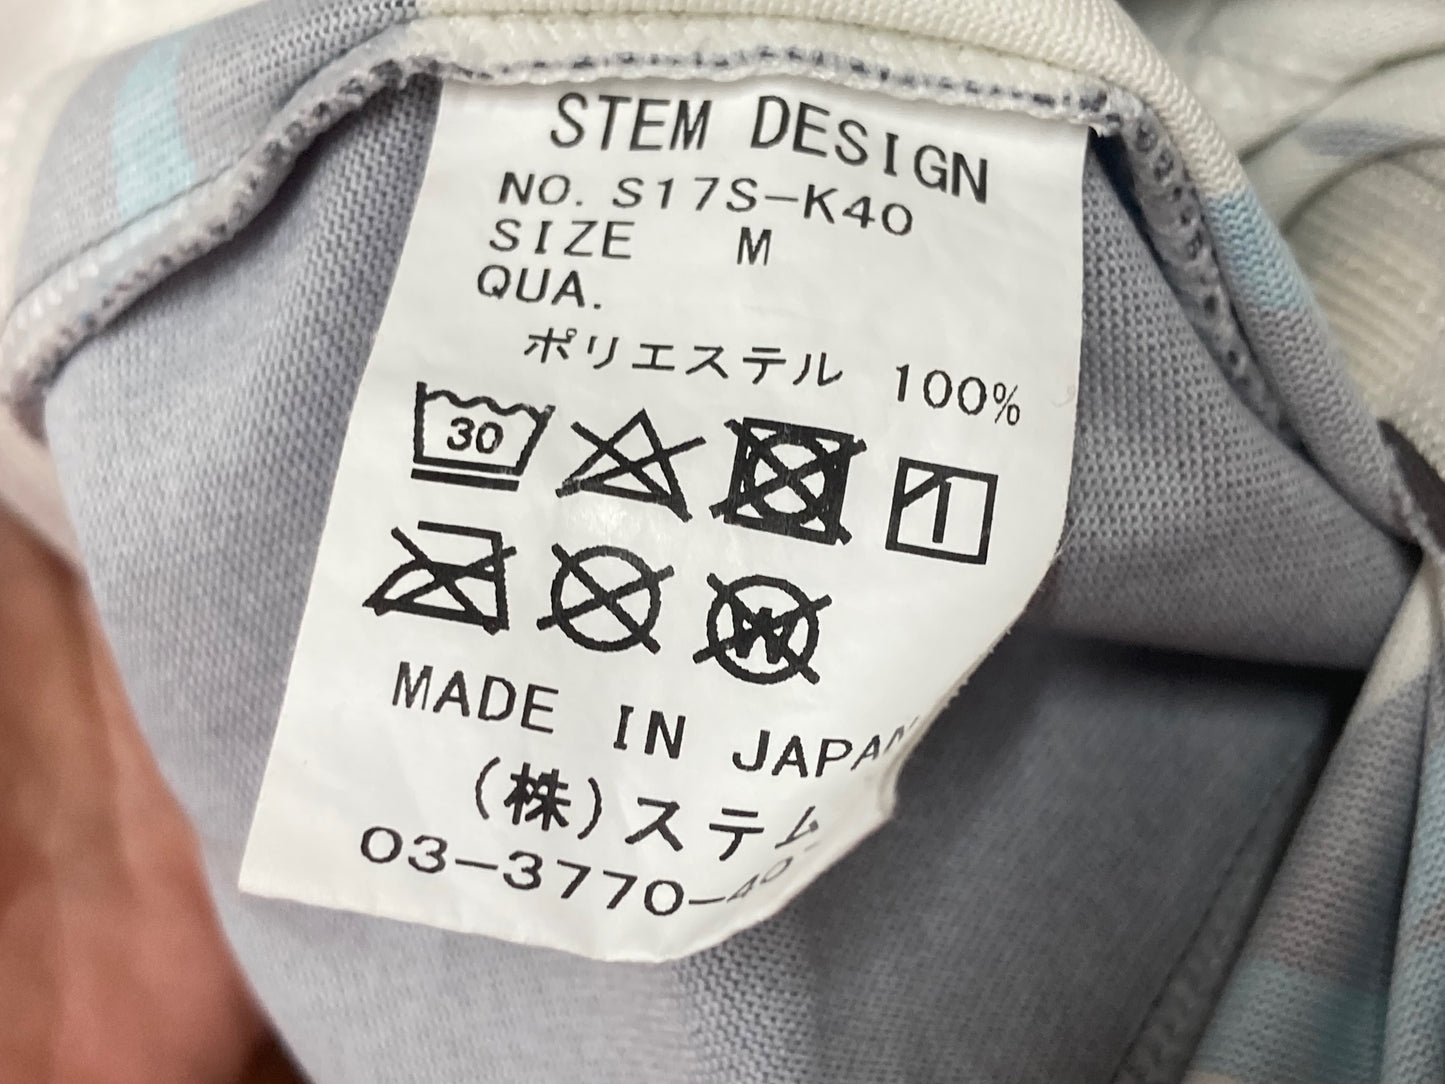 STEM DESIGN
NO. S17S-K40
SIZE M
QUA.
ポリエステル 100%
30
W
MADE IN JAPAN
(株)ステム
03-3770-